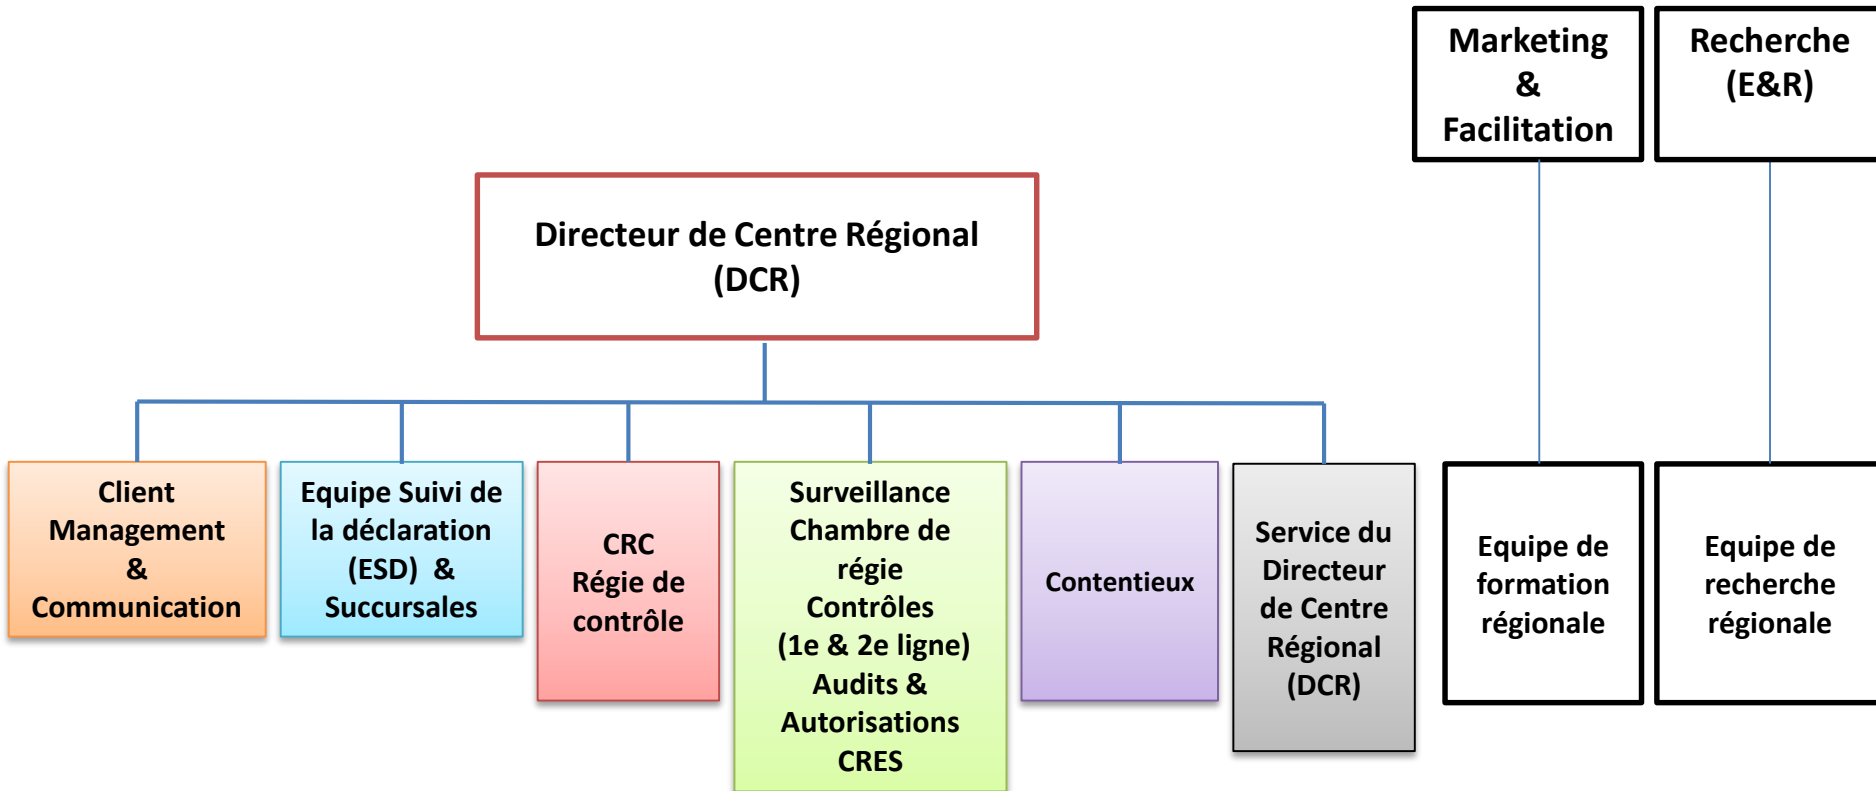 Marketing
&
Facilitation
Recherche
(E&R)
Directeur de Centre Régional
(DCR)
Client
Management
&
Communication
Equipe Suivi de
la déclaration
(ESD) &
Succursales
CRC
Régie de
contrôle
Surveillance
Chambre de
régie
Contrôles
(1e & 2e ligne)
Audits &
Autorisations
CRES
Contentieux
Service du
Directeur
de Centre
Régional
(DCR)
Equipe de
formation
régionale
Equipe de
recherche
régionale